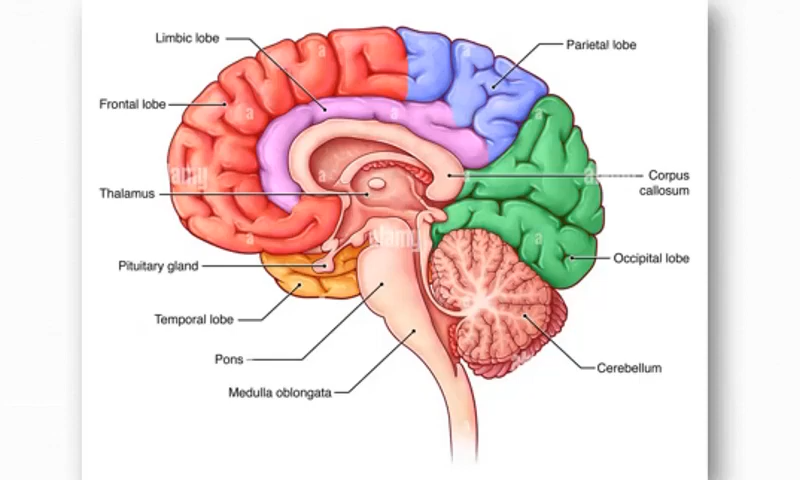 Limbic lobe
Parietal lobe
Frontal lobe
Thalamus
Corpus
callosum
Pituitary gland
Occipital lobe
Temporal lobe
Pons
Cerebellum
Medulla oblongata
a
a
a
a
a
a
alamy